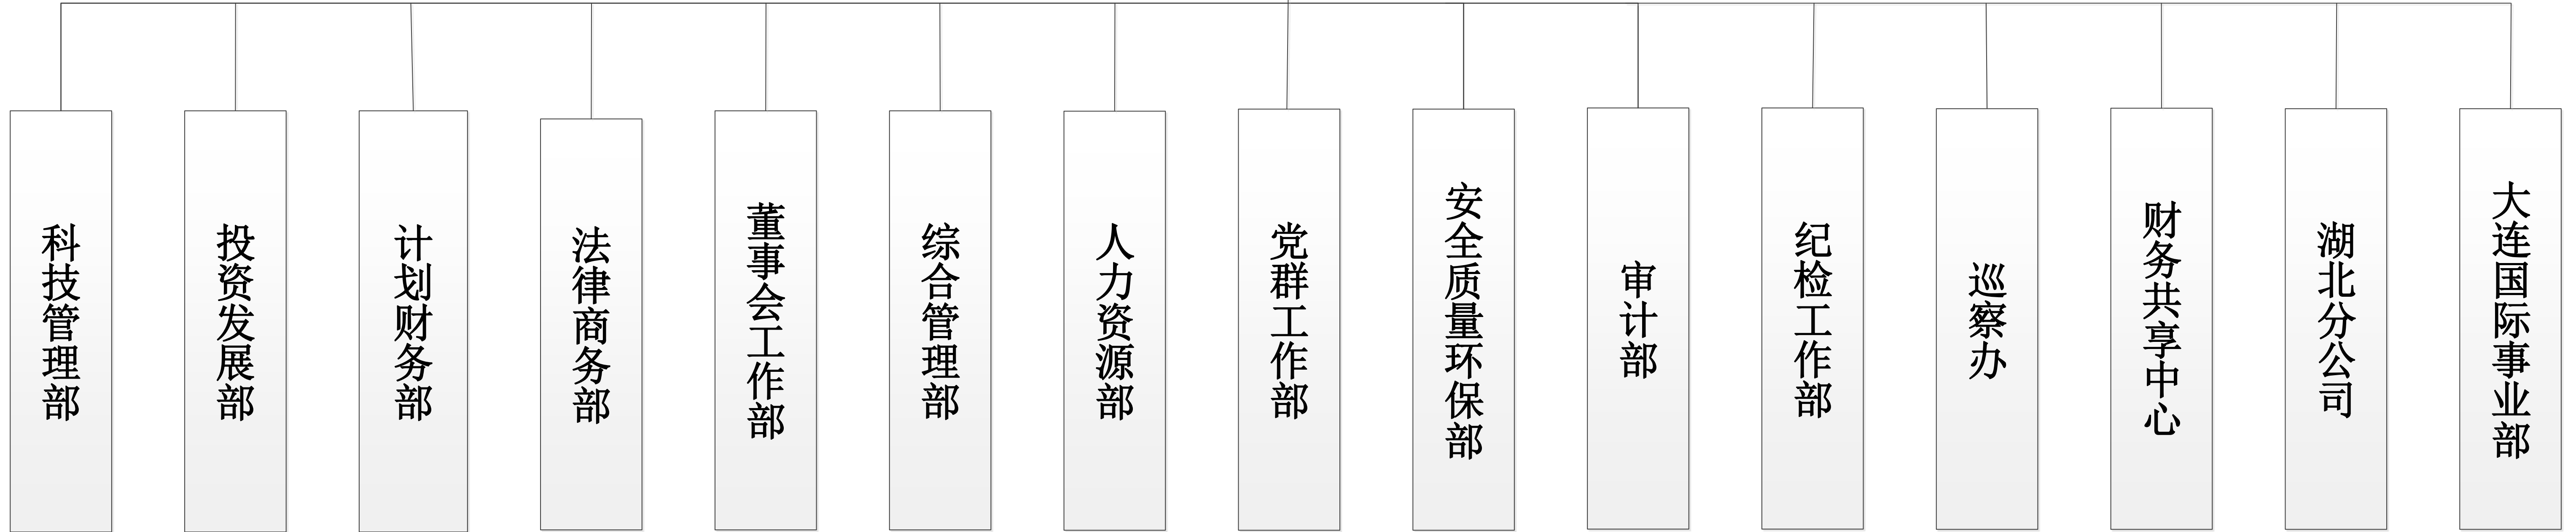 科技管理部
投资发展部
计划财务部
法律商务部
董事会工作部
综合管理部
人力资源部
党群工作部
安全质量环保部
审计部
纪检工作部
巡察办
财务共享中心
湖北分公司
大连国际事业部